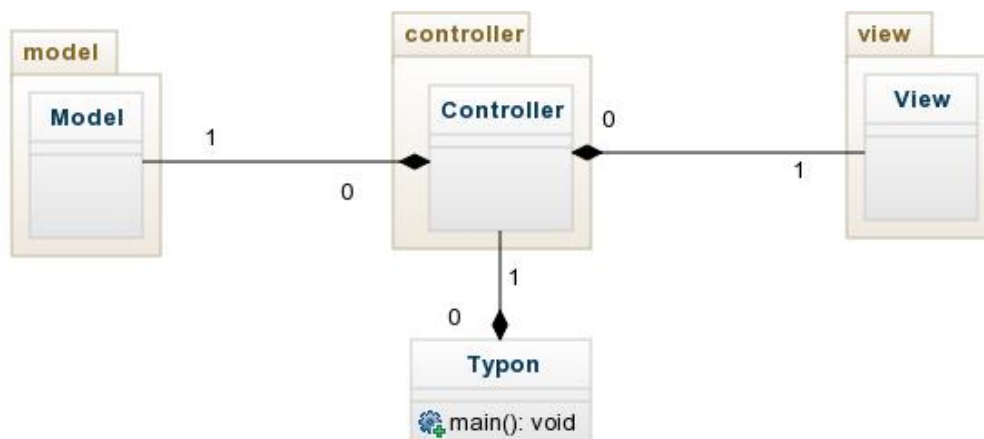 model
Model
1
0
controller
Controller
0
1
view
View
1
0
Typon
main(): void